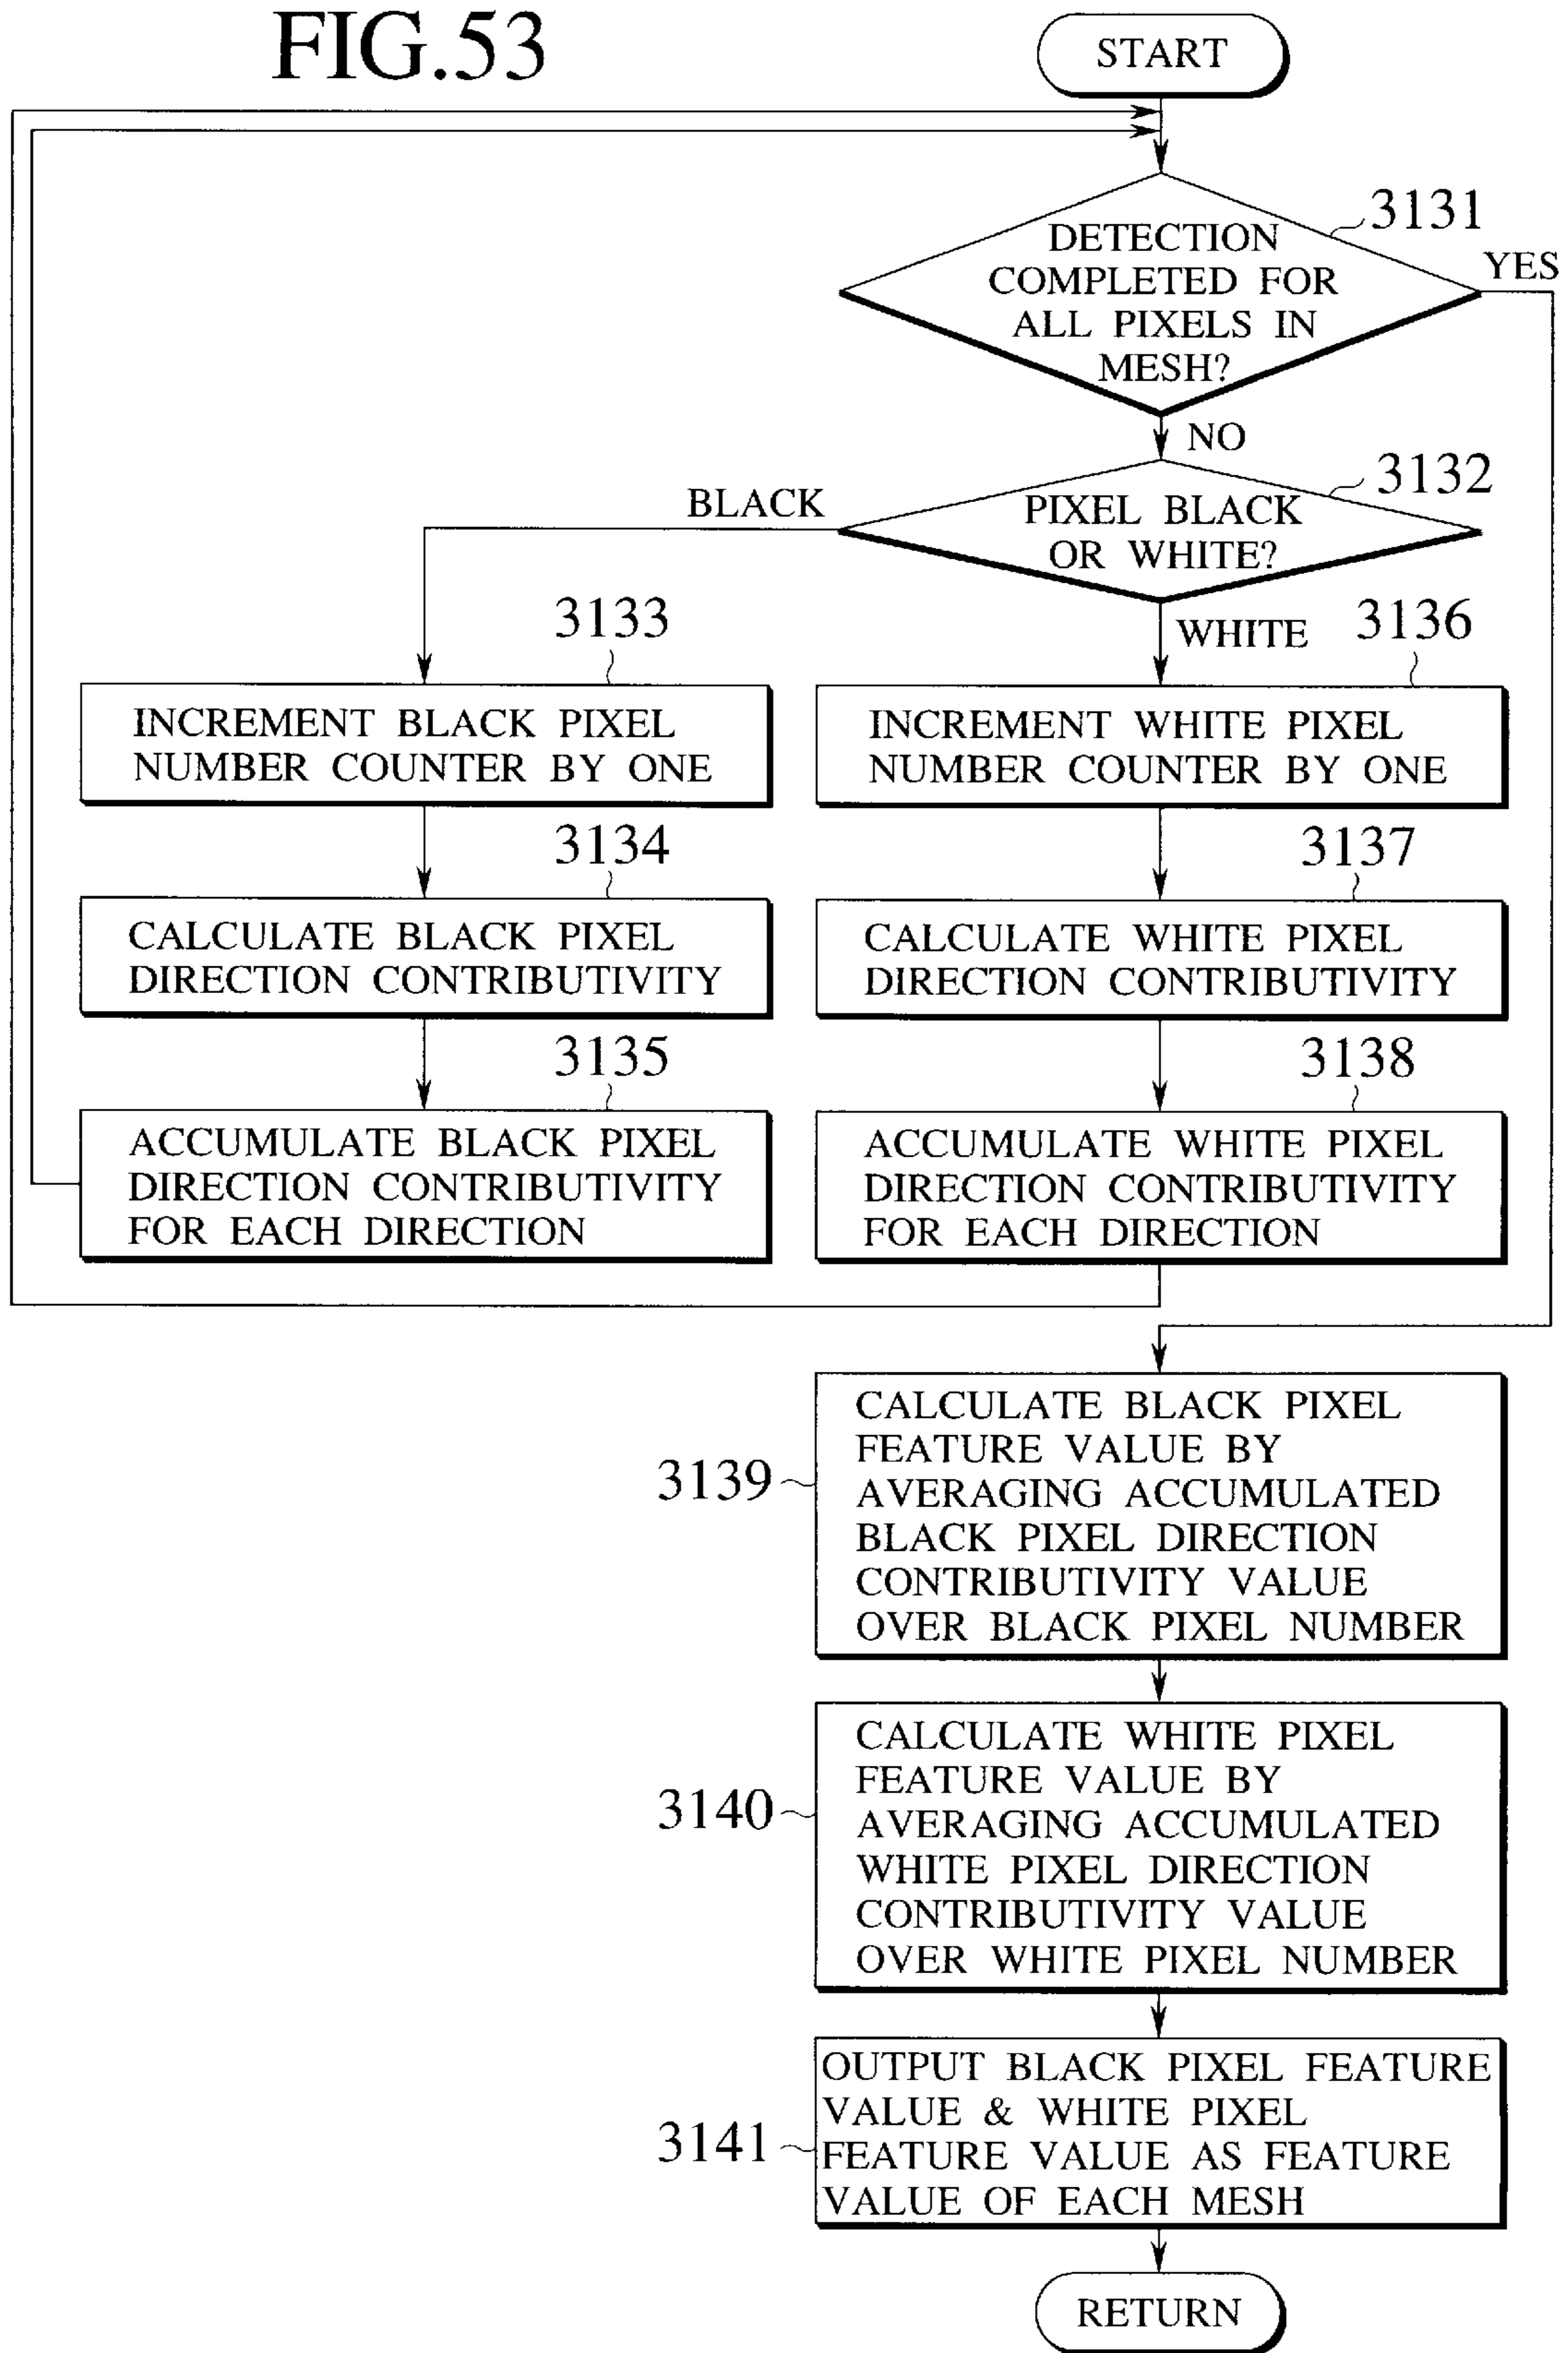 FIG.53
START
3131
DETECTION
COMPLETED FOR
ALL PIXELS IN
MESH?
YES
NO
3132
PIXEL BLACK
OR WHITE?
BLACK
WHITE
3133
INCREMENT BLACK PIXEL
NUMBER COUNTER BY ONE
3134
CALCULATE BLACK PIXEL
DIRECTION CONTRIBUTIVITY
3135
ACCUMULATE BLACK PIXEL
DIRECTION CONTRIBUTIVITY
FOR EACH DIRECTION
3136
INCREMENT WHITE PIXEL
NUMBER COUNTER BY ONE
3137
CALCULATE WHITE PIXEL
DIRECTION CONTRIBUTIVITY
3138
ACCUMULATE WHITE PIXEL
DIRECTION CONTRIBUTIVITY
FOR EACH DIRECTION
3139
CALCULATE BLACK PIXEL
FEATURE VALUE BY
AVERAGING ACCUMULATED
BLACK PIXEL DIRECTION
CONTRIBUTIVITY VALUE
OVER BLACK PIXEL NUMBER
3140
CALCULATE WHITE PIXEL
FEATURE VALUE BY
AVERAGING ACCUMULATED
WHITE PIXEL DIRECTION
CONTRIBUTIVITY VALUE
OVER WHITE PIXEL NUMBER
3141
OUTPUT BLACK PIXEL FEATURE
VALUE & WHITE PIXEL
FEATURE VALUE AS FEATURE
VALUE OF EACH MESH
RETURN